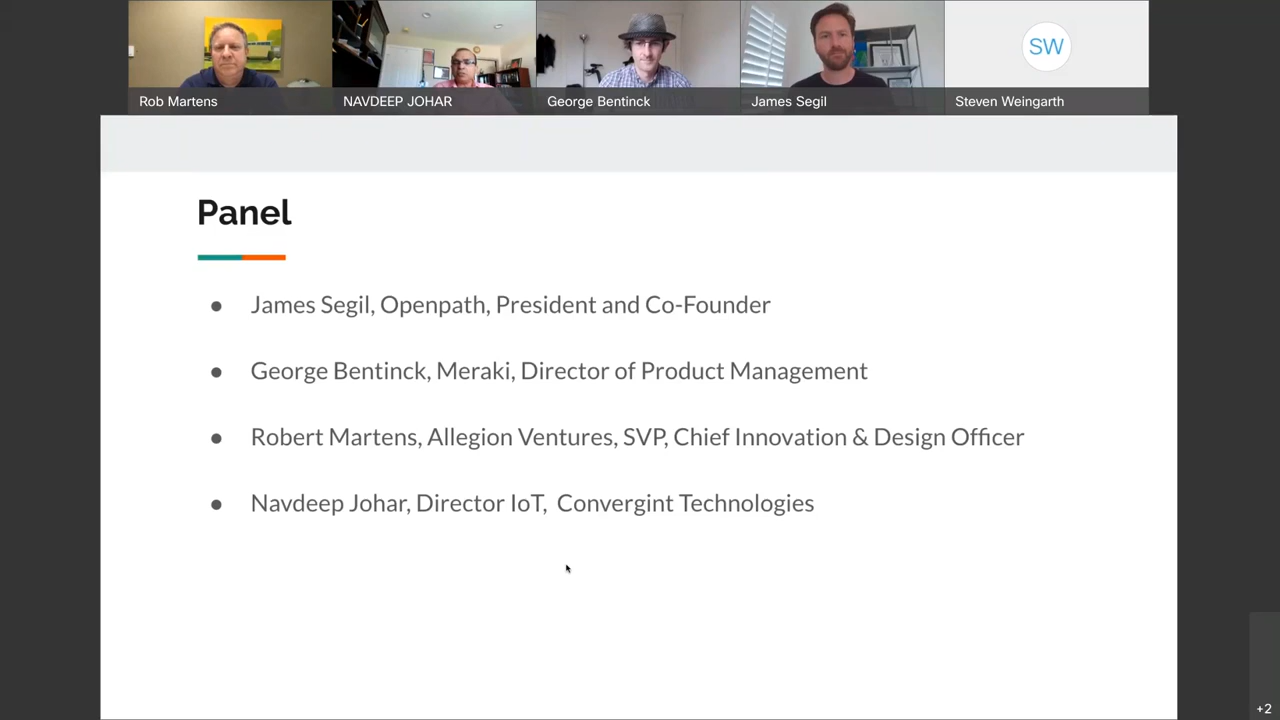 SW
Rob Martens
NAVDEEP JOHAR
George Bentinck
James Segil
Steven Weingarth
Panel
● James Segil, Openpath, President and Co-Founder
● George Bentinck, Meraki, Director of Product Management
● Robert Martens, Allegion Ventures, SVP, Chief Innovation & Design Officer
● Navdeep Johar, Director IoT, Convergint Technologies
+2